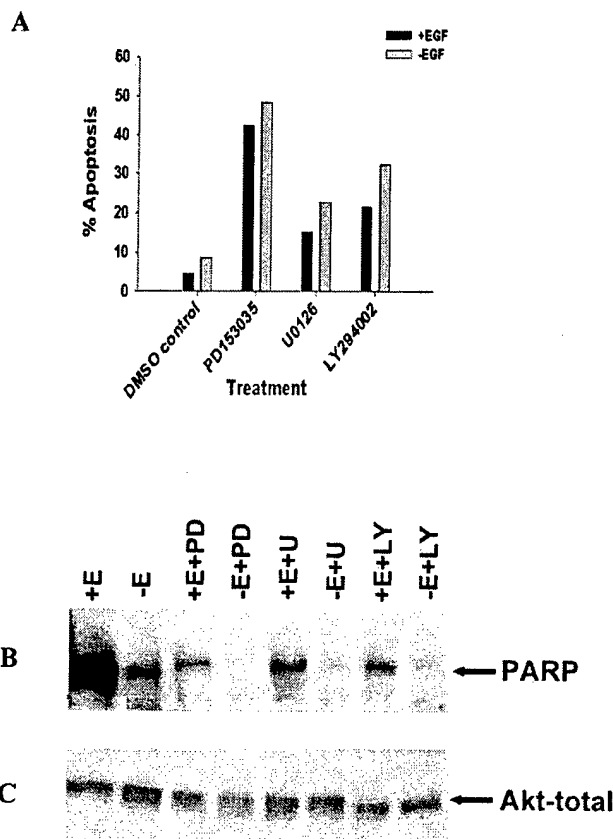 A
+EGF
-EGF
60
50
40
30
20
10
0
% Apoptosis
DMSO control
PD153035
U0126
LY294002
Treatment
+E
-E
+E+PD
-E+PD
+E+U
-E+U
+E+LY
-E+LY
B
PARP
C
Akt-total